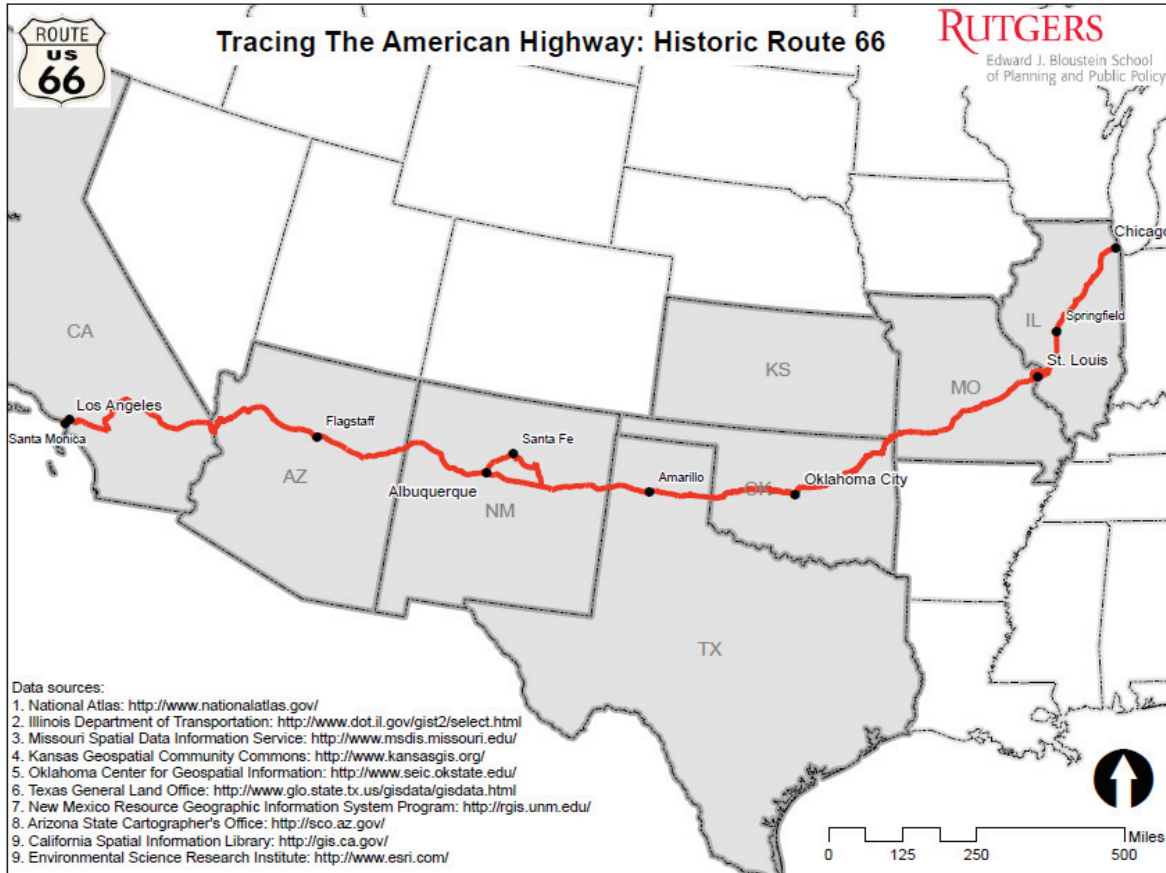 ROUTE
US
66
Tracing The American Highway: Historic Route 66
RUTGERS
Edward J. Bloustein School
of Planning and Public Policy
Chicago
CA
IL
Springfield
KS
St. Louis
MO
Los Angeles
Santa Monica
Flagstaff
Santa Fe
AZ
Albuquerque
Amarillo
OK
Oklahoma City
NM
TX
Data sources:
1. National Atlas: http://www.nationalatlas.gov/
2. Illinois Department of Transportation: http://www.dot.il.gov/gist2/select.html
3. Missouri Spatial Data Information Service: http://www.msdis.missouri.edu/
4. Kansas Geospatial Community Commons: http://www.kansasgis.org/
5. Oklahoma Center for Geospatial Information: http://www.seic.okstate.edu/
6. Texas General Land Office: http://www.glo.state.tx.us/gisdata/gisdata.html
7. New Mexico Resource Geographic Information System Program: http://rgis.unm.edu/
8. Arizona State Cartographer's Office: http://sco.az.gov/
9. California Spatial Information Library: http://gis.ca.gov/
9. Environmental Science Research Institute: http://www.esri.com/
Miles
0 125 250 500